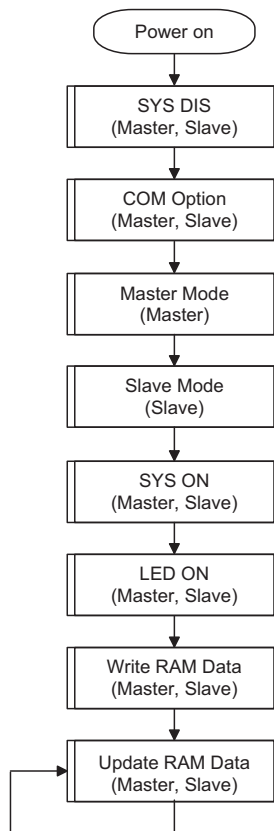 Power on
SYS DIS
(Master, Slave)
COM Option
(Master, Slave)
Master Mode
(Master)
Slave Mode
(Slave)
SYS ON
(Master, Slave)
LED ON
(Master, Slave)
Write RAM Data
(Master, Slave)
Update RAM Data
(Master, Slave)